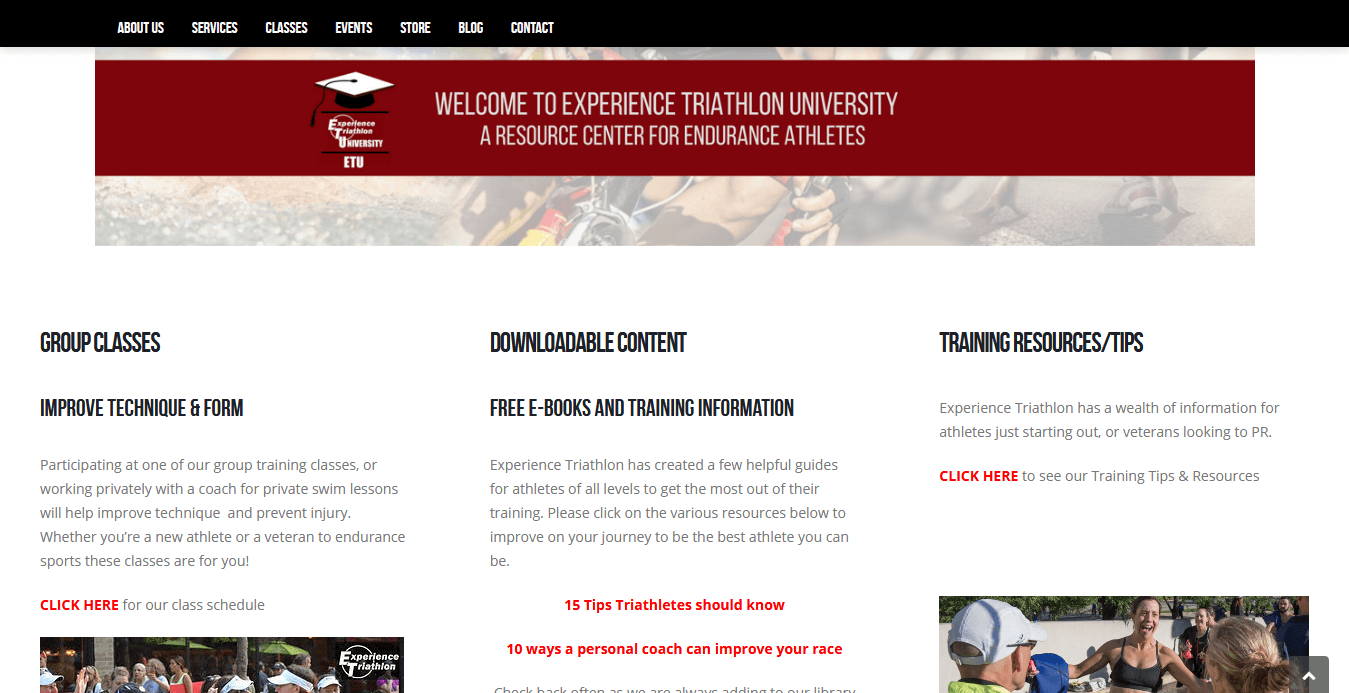 ABOUT US SERVICES CLASSES EVENTS STORE BLOG CONTACT
WELCOME TO EXPERIENCE TRIATHLON UNIVERSITY
A RESOURCE CENTER FOR ENDURANCE ATHLETES
Experience
Triathlon
UNIVERSITY
ETU
GROUP CLASSES
IMPROVE TECHNIQUE & FORM
Participating at one of our group training classes, or
working privately with a coach for private swim lessons
will help improve technique  and prevent injury.
Whether you’re a new athlete or a veteran to endurance
sports these classes are for you!
CLICK HERE for our class schedule
Experience
Triathlon
DOWNLOADABLE CONTENT
FREE E-BOOKS AND TRAINING INFORMATION
Experience Triathlon has created a few helpful guides
for athletes of all levels to get the most out of their
training. Please click on the various resources below to
improve on your journey to be the best athlete you can
be.
15 Tips Triathletes should know
10 ways a personal coach can improve your race
Check back often as we are always adding to our library
TRAINING RESOURCES/TIPS
Experience Triathlon has a wealth of information for
athletes just starting out, or veterans looking to PR.
CLICK HERE to see our Training Tips & Resources